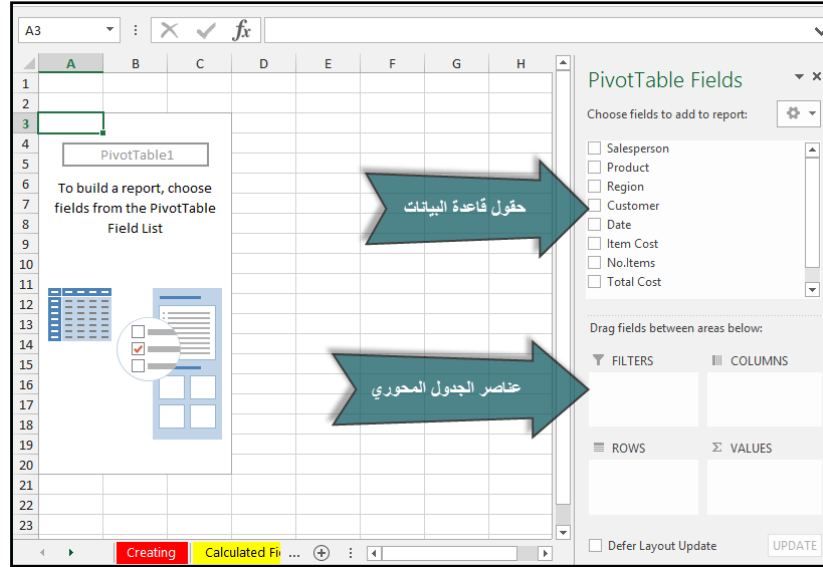 A3
fx
A B C D E F G H
1
2
3
4
5
6
7
8
9
10
11
12
13
14
15
16
17
18
19
20
21
22
23
PivotTable1
To build a report, choose
fields from the PivotTable
Field List
حقول قاعدة البيانات
عناصر الجدول المحوري
PivotTable Fields
Choose fields to add to report:
Salesperson
Product
Region
Customer
Date
Item Cost
No.Items
Total Cost
Drag fields between areas below:
FILTERS
COLUMNS
ROWS
Σ VALUES
Defer Layout Update
UPDATE
Creating
Calculated Fi ...